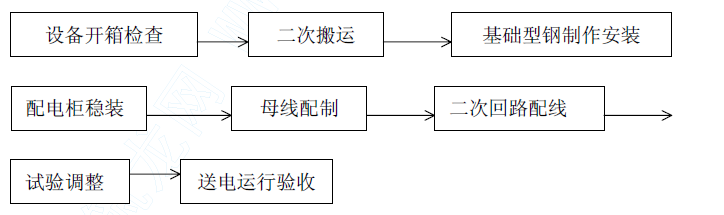 设备开箱检查 二次搬运 基础型钢制作安装
配电柜稳装 母线配制 二次回路配线
试验调整 送电运行验收